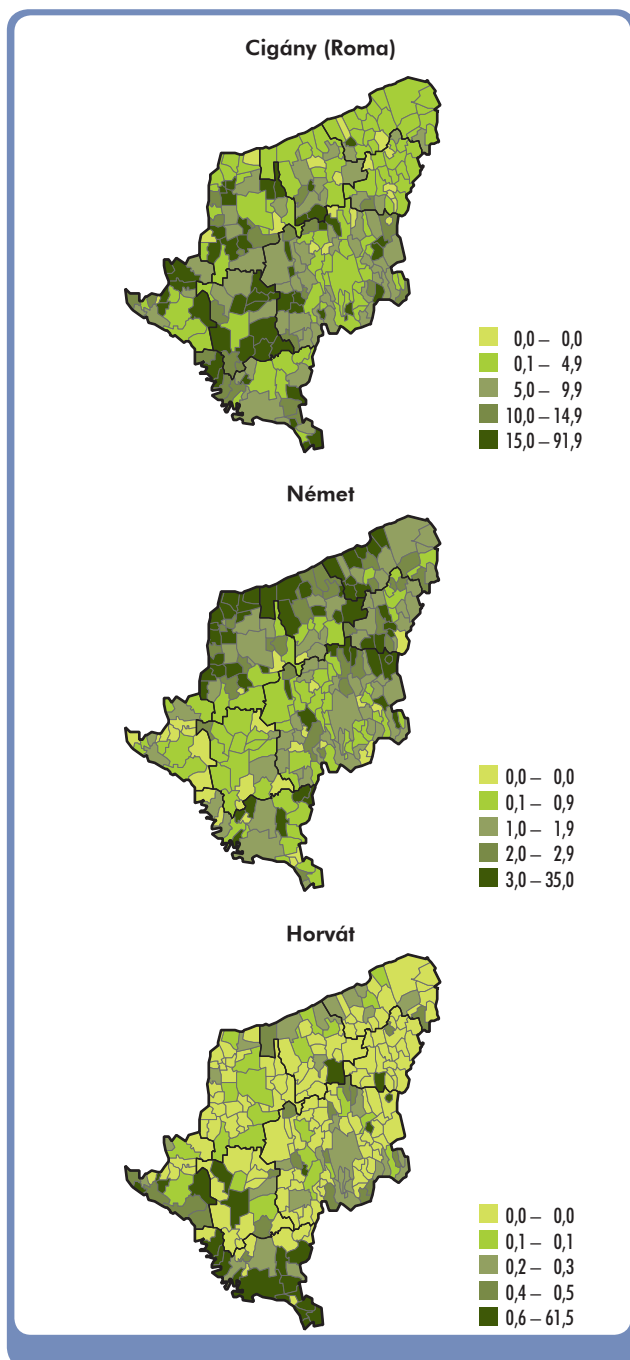 Cigány (Roma)
0,0 – 0,0
0,1 – 4,9
5,0 – 9,9
10,0 – 14,9
15,0 – 91,9
Német
0,0 – 0,0
0,1 – 0,9
1,0 – 1,9
2,0 – 2,9
3,0 – 35,0
Horvát
0,0 – 0,0
0,1 – 0,1
0,2 – 0,3
0,4 – 0,5
0,6 – 61,5